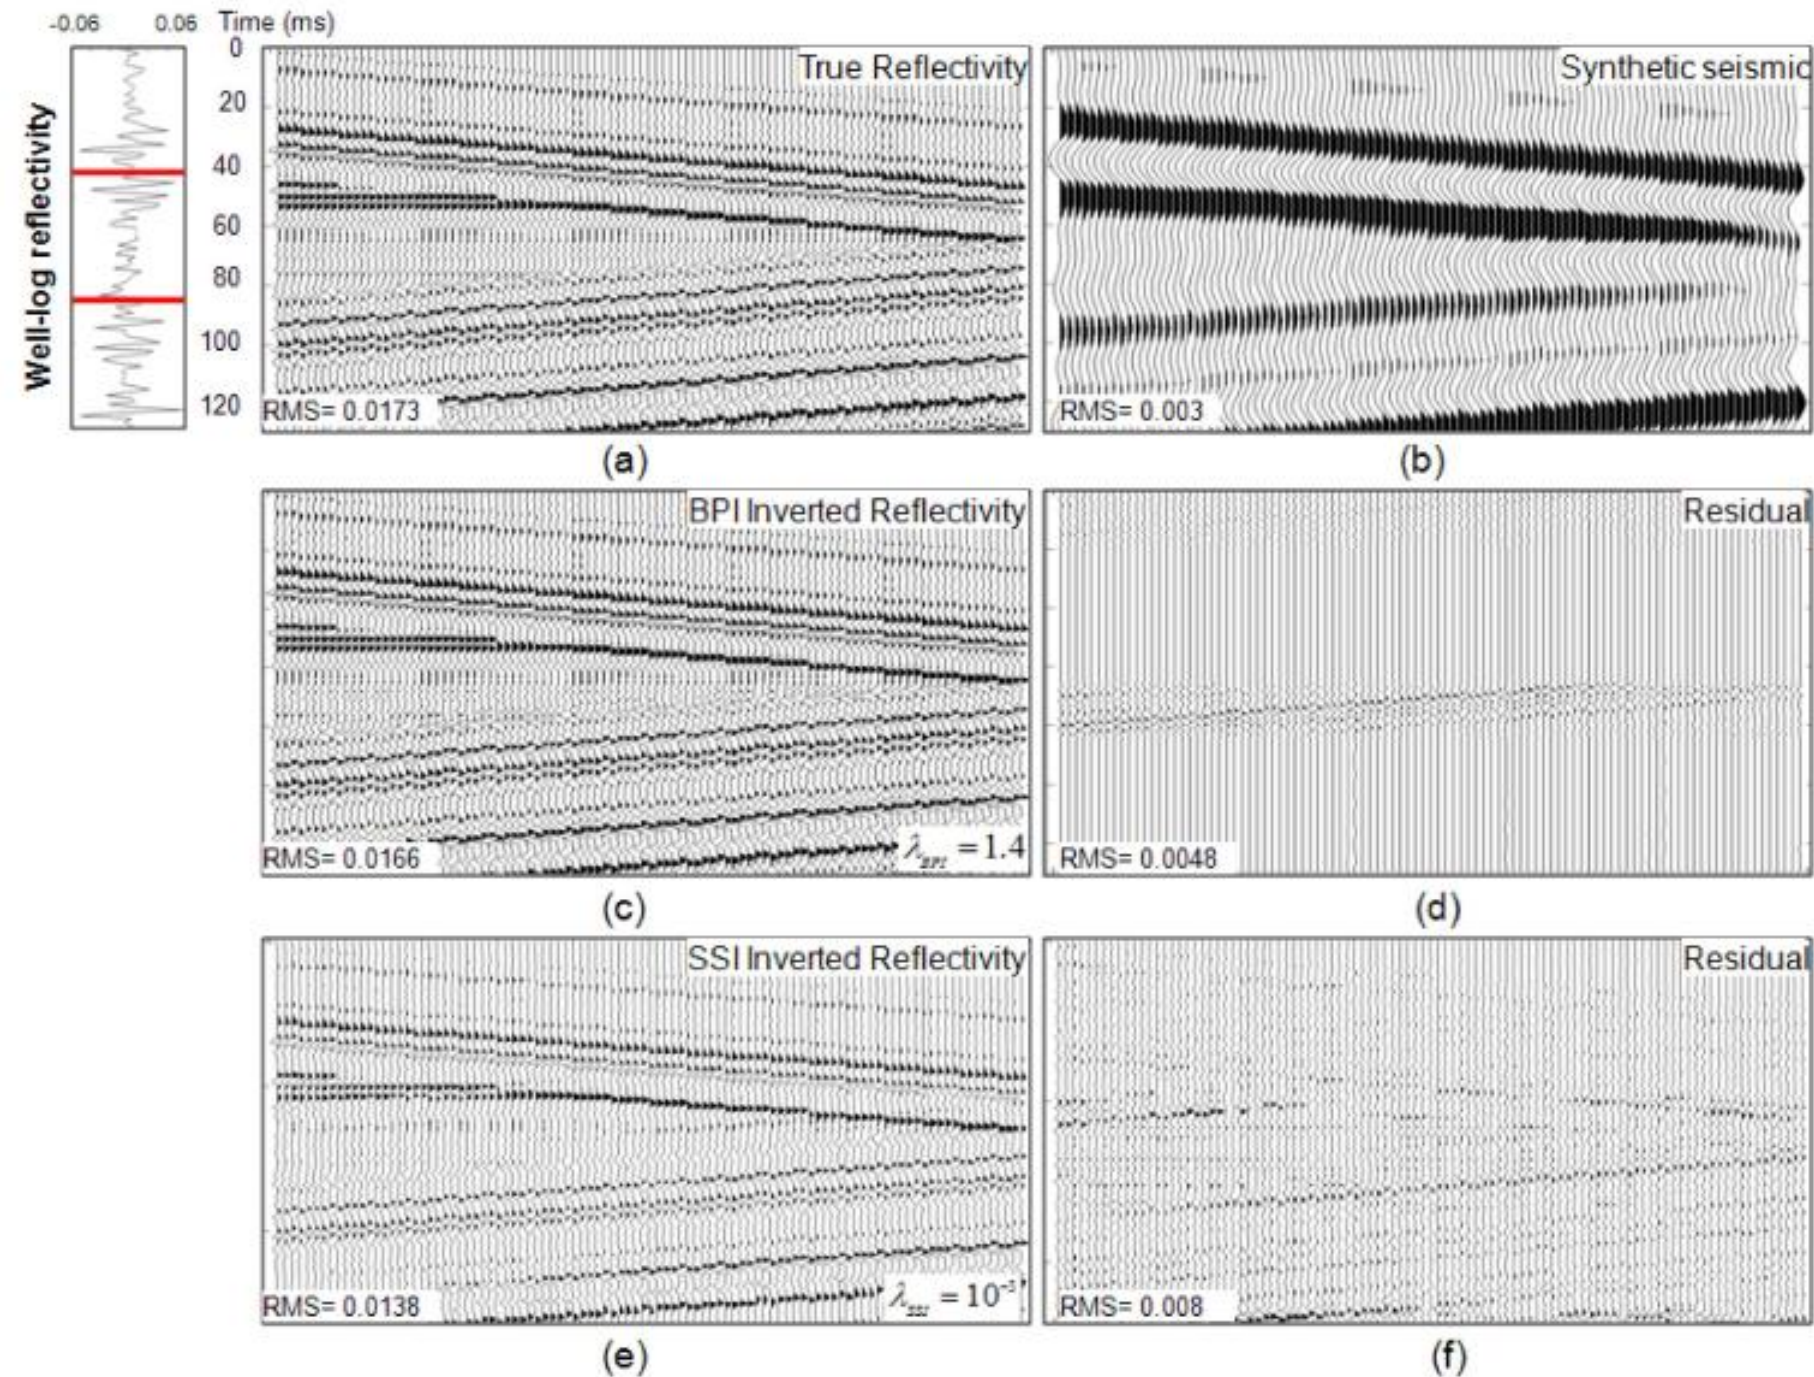 -0.06 0.06 Time (ms)
Well-log reflectivity
0
20
40
60
80
100
120
True Reflectivity
RMS= 0.0173
(a)
Synthetic seismic
RMS= 0.003
(b)
BPI Inverted Reflectivity
RMS= 0.0166
λBPI = 1.4
(c)
Residual
RMS= 0.0048
(d)
SSI Inverted Reflectivity
RMS= 0.0138
(e)
Residual
RMS= 0.008
(f)